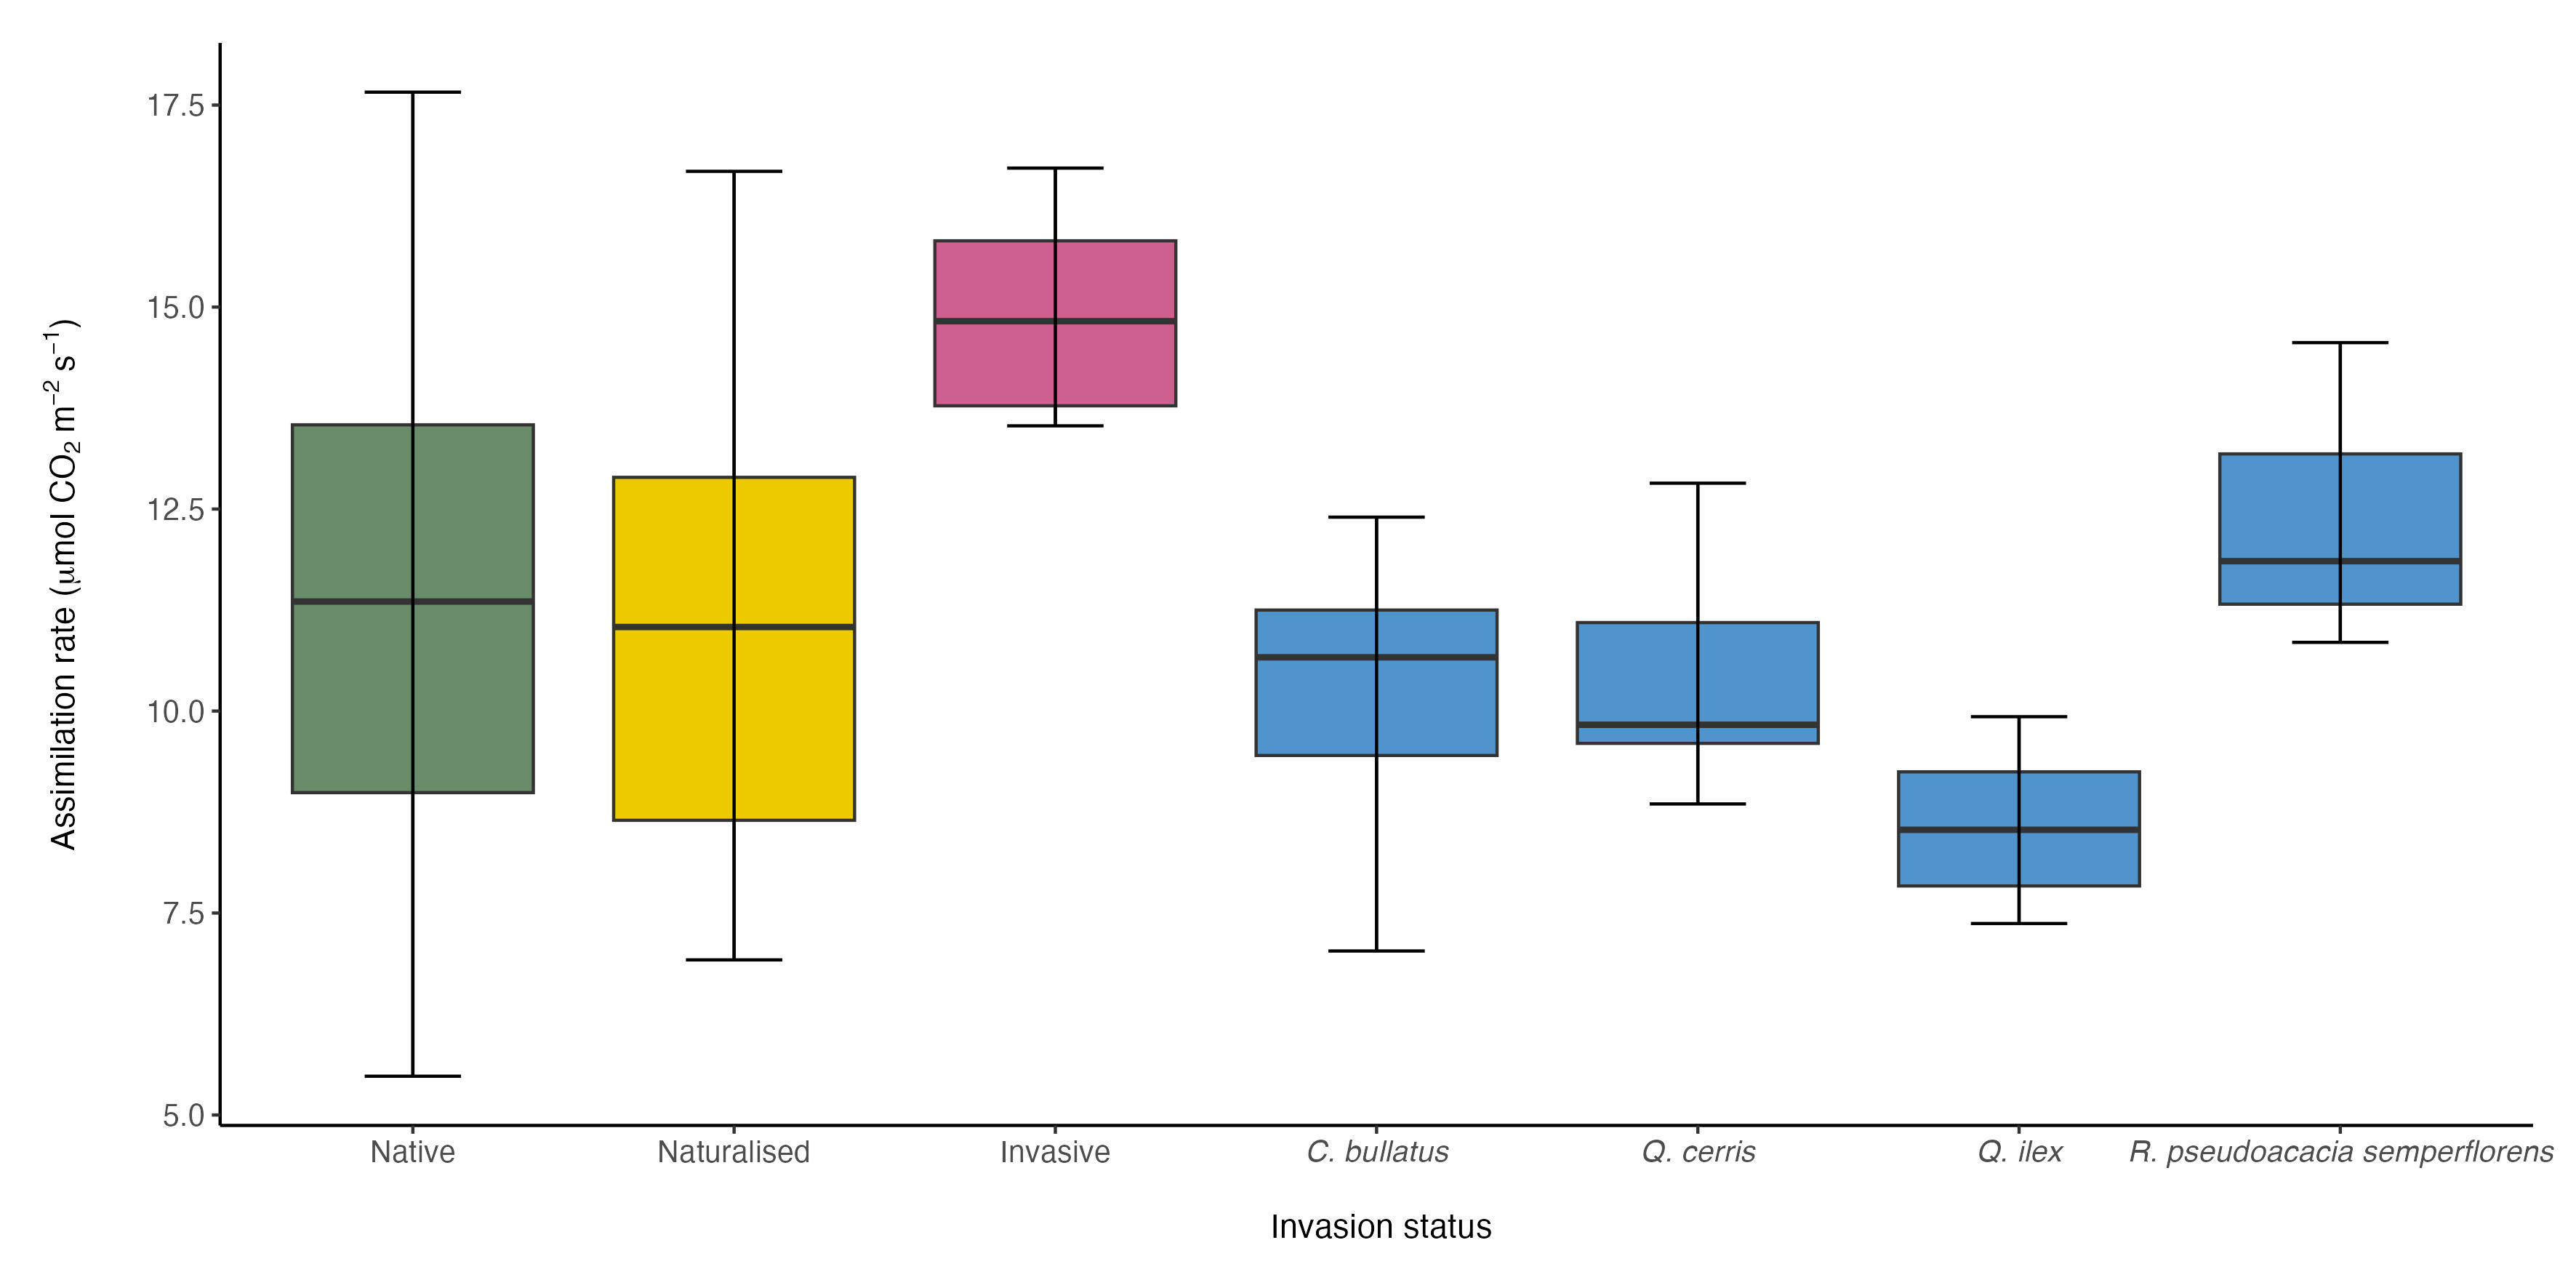 Assimilation rate (μmol CO₂ m⁻² s⁻¹)
17.5
15.0
12.5
10.0
7.5
5.0
Native Naturalised Invasive C. bullatus Q. cerris Q. ilex R. pseudoacacia semperflorens
Invasion status